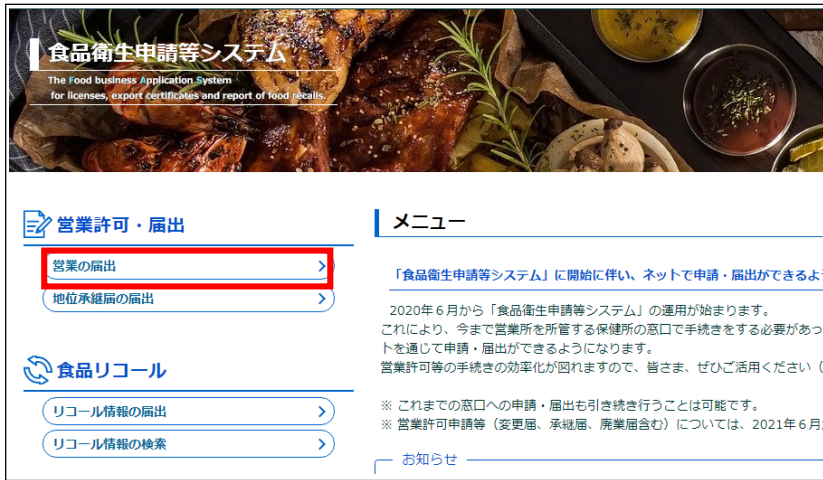 食品衛生申請等システム
The Food business Application System
for licenses, export certificates and report of food recalls.
営業許可・届出
営業の届出
地位承継届の届出
食品リコール
リコール情報の届出
リコール情報の検索
メニュー
「食品衛生申請等システム」に開始に伴い、ネットで申請・届出ができるよ
2020年6月から「食品衛生申請等システム」の運用が始まります。
これにより、今まで営業所を所管する保健所の窓口で手続きをする必要があっ
トを通じて申請・届出ができるようになります。
営業許可等の手続きの効率化が図れますので、皆さま、ぜひご活用ください（
※ これまでの窓口への申請・届出も引き続き行うことは可能です。
※ 営業許可申請等（変更届、承継届、廃業届含む）については、2021年6月
お知らせ